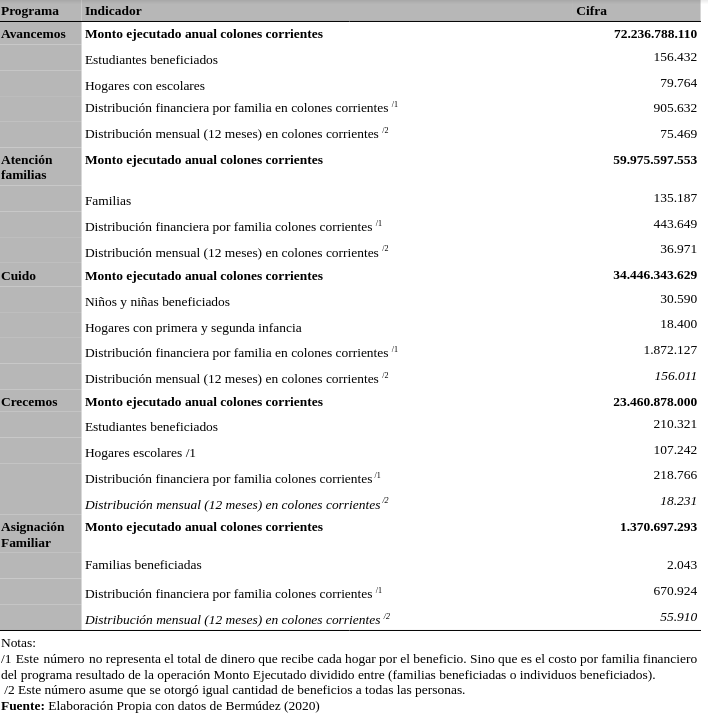 Programa Indicador Cifra
Avancemos Monto ejecutado anual colones corrientes 72.236.788.110
Estudiantes beneficiados 156.432
Hogares con escolares 79.764
Distribución financiera por familia en colones corrientes /1 905.632
Distribución mensual (12 meses) en colones corrientes /2 75.469
Atención Monto ejecutado anual colones corrientes 59.975.597.553
familias
Familias 135.187
Distribución financiera por familia colones corrientes /1 443.649
Distribución mensual (12 meses) en colones corrientes /2 36.971
Cuido Monto ejecutado anual colones corrientes 34.446.343.629
Niños y niñas beneficiados 30.590
Hogares con primera y segunda infancia 18.400
Distribución financiera por familia en colones corrientes /1 1.872.127
Distribución mensual (12 meses) en colones corrientes /2 156.011
Crecemos Monto ejecutado anual colones corrientes 23.460.878.000
Estudiantes beneficiados 210.321
Hogares escolares /1 107.242
Distribución financiera por familia colones corrientes /1 218.766
Distribución mensual (12 meses) en colones corrientes /2 18.231
Asignación Monto ejecutado anual colones corrientes 1.370.697.293
Familiar
Familias beneficiadas 2.043
Distribución financiera por familia colones corrientes /1 670.924
Distribución mensual (12 meses) en colones corrientes /2 55.910
Notas:
/1 Este número no representa el total de dinero que recibe cada hogar por el beneficio. Sino que es el costo por familia financiero
del programa resultado de la operación Monto Ejecutado dividido entre (familias beneficiadas o individuos beneficiados).
/2 Este número asume que se otorgó igual cantidad de beneficios a todas las personas.
Fuente: Elaboración Propia con datos de Bermúdez (2020)